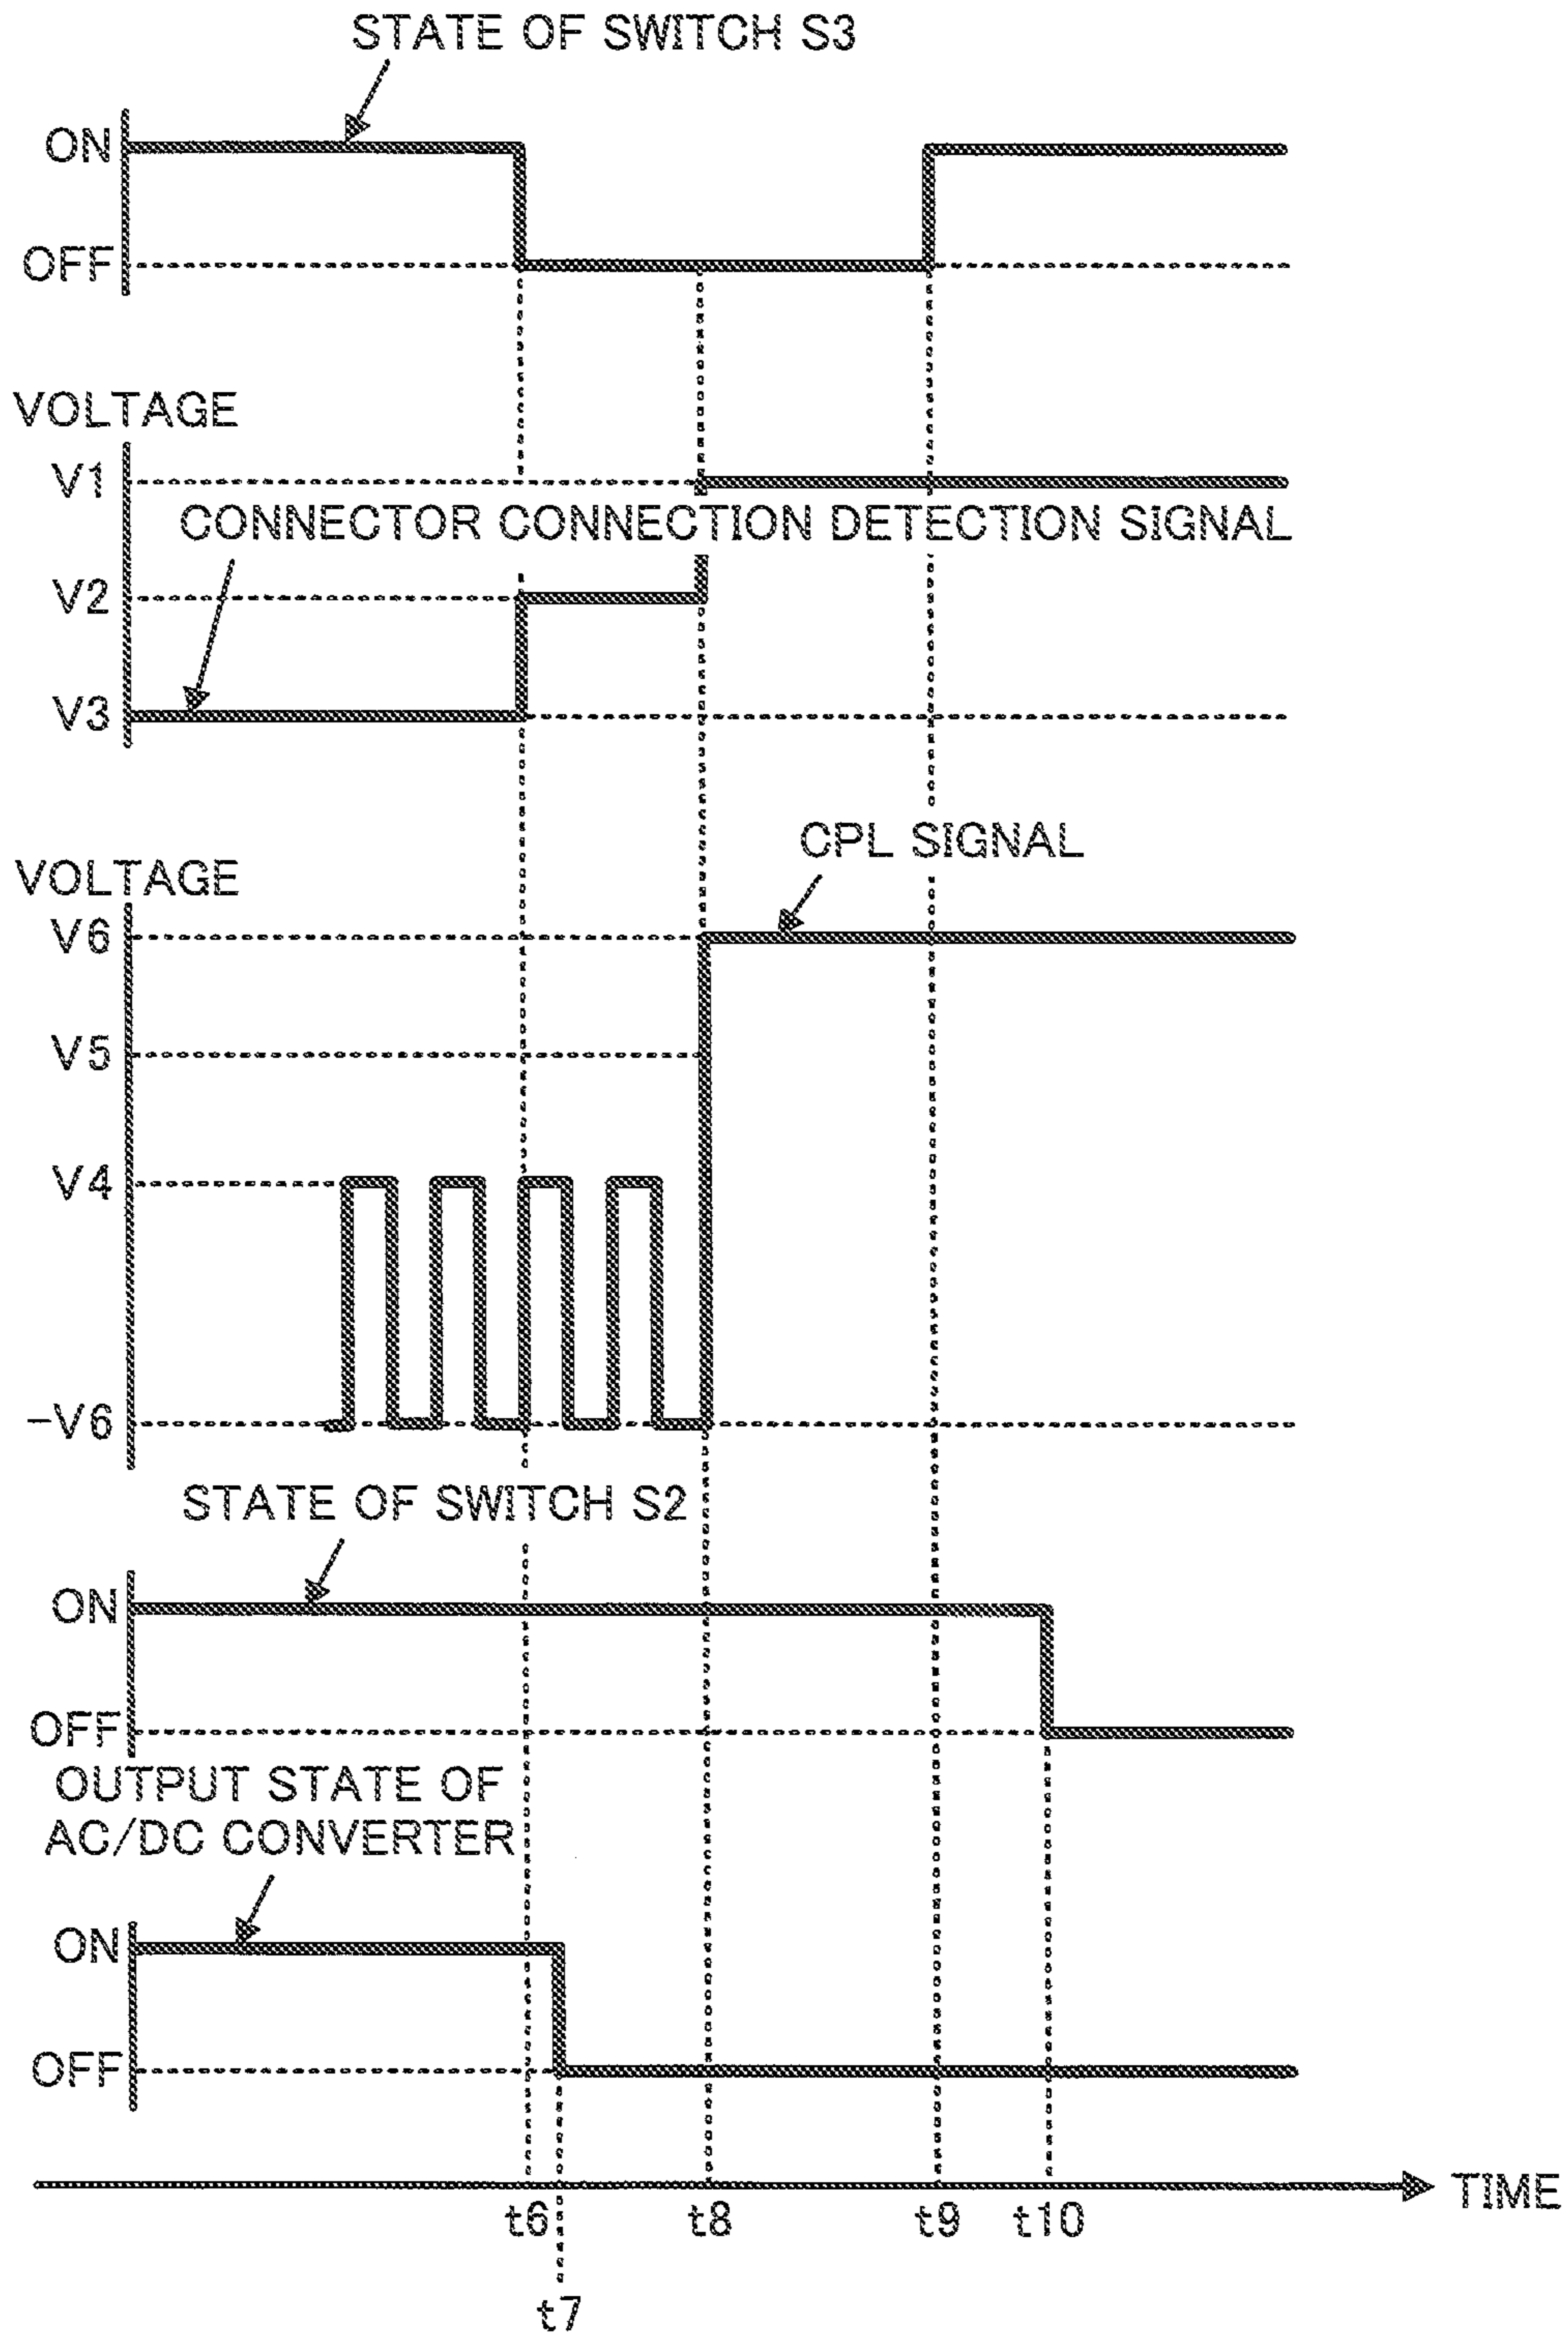 STATE OF SWITCH S3
ON
OFF
VOLTAGE
V1
CONNECTOR CONNECTION DETECTION SIGNAL
V2
V3
CPL SIGNAL
VOLTAGE
V6
V5
V4
-V6
STATE OF SWITCH S2
ON
OFF
OUTPUT STATE OF
AC/DC CONVERTER
ON
OFF
TIME
t6 t8 t9 t10
t7